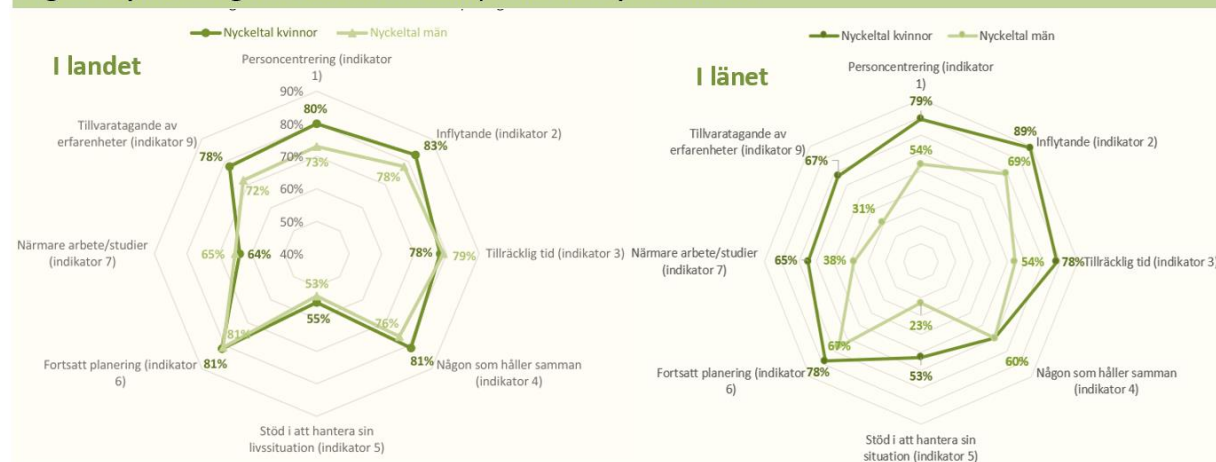 Nyckeltal kvinnor
Nyckeltal män
I landet
Personcentrering (indikator
1)
90%
80%
80%
70%
73%
60%
50%
40%
Inflytande (indikator 2)
83%
78%
Tillräcklig tid (indikator 3)
78%
79%
Någon som håller samman
(indikator 4)
76%
81%
Stöd i att hantera sin
livssituation (indikator 5)
53%
55%
Fortsatt planering (indikator
6)
81%
81%
Närmare arbete/studier
(indikator 7)
65%
64%
Tillvaratagande av
erfarenheter (indikator 9)
78%
72%
Nyckeltal kvinnor
Nyckeltal män
I länet
Personcentrering (indikator
1)
79%
54%
Inflytande (indikator 2)
89%
69%
Tillräcklig tid (indikator 3)
78%
54%
Någon som håller samman
(indikator 4)
60%
Stöd i att hantera sin
situation (indikator 5)
23%
53%
Fortsatt planering (indikator
6)
67%
78%
Närmare arbete/studier
(indikator 7)
65%
38%
Tillvaratagande av
erfarenheter (indikator 9)
67%
31%